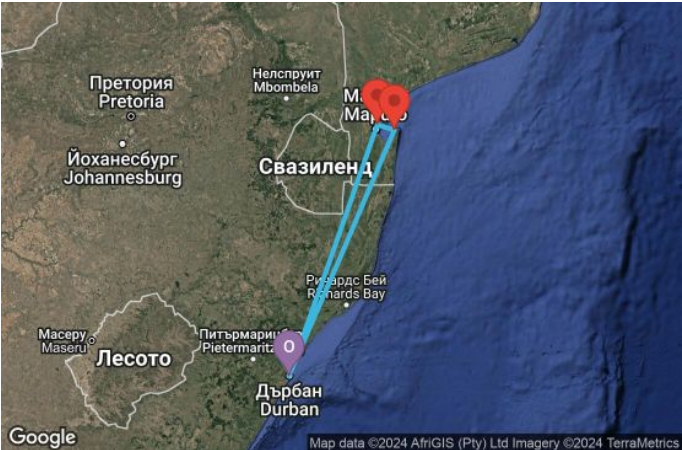 Нелспруит
Mbombela
Претория
Pretoria
Ma
Йоханесбург
Johannesburg
Свазиленд
Ричардс Бей
Richards Bay
Масеру
Maseru
Лесото
Pietermaritz
O
Дърбан
Durban
Google
Map data ©2024 AfriGIS (Pty) Ltd Imagery ©2024 TerraMetrics